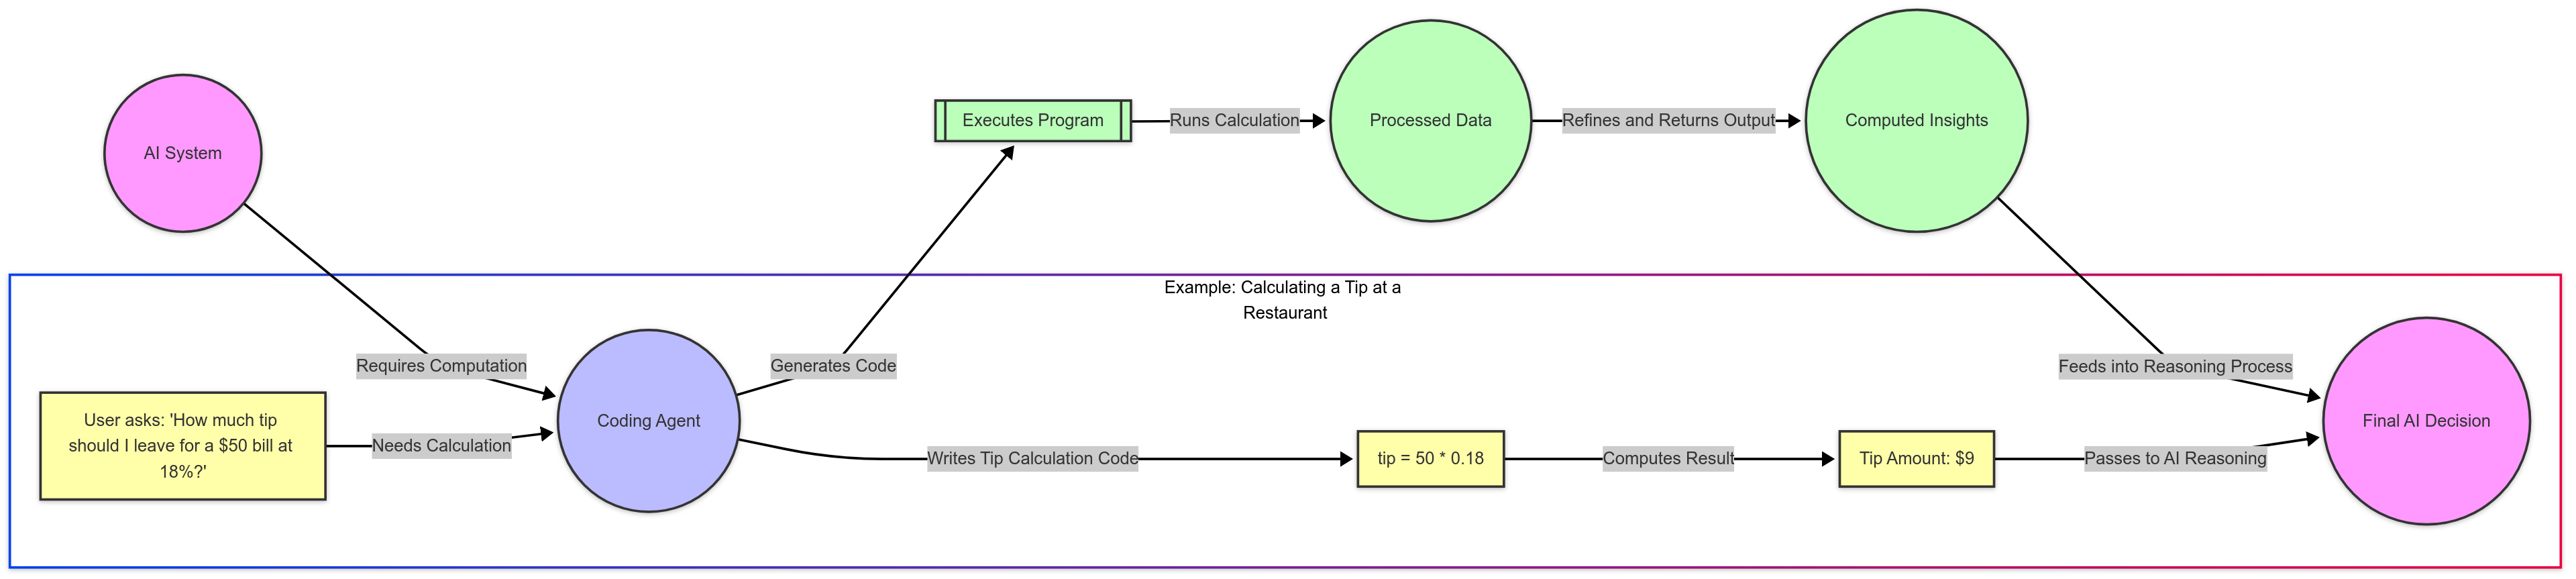 AI System
Executes Program
Runs Calculation
Processed Data
Refines and Returns Output
Computed Insights
Example: Calculating a Tip at a
Restaurant
Requires Computation
Generates Code
Feeds into Reasoning Process
User asks: 'How much tip
should I leave for a $50 bill at
18%?'
Needs Calculation
Coding Agent
Writes Tip Calculation Code
tip = 50 * 0.18
Computes Result
Tip Amount: $9
Passes to AI Reasoning
Final AI Decision